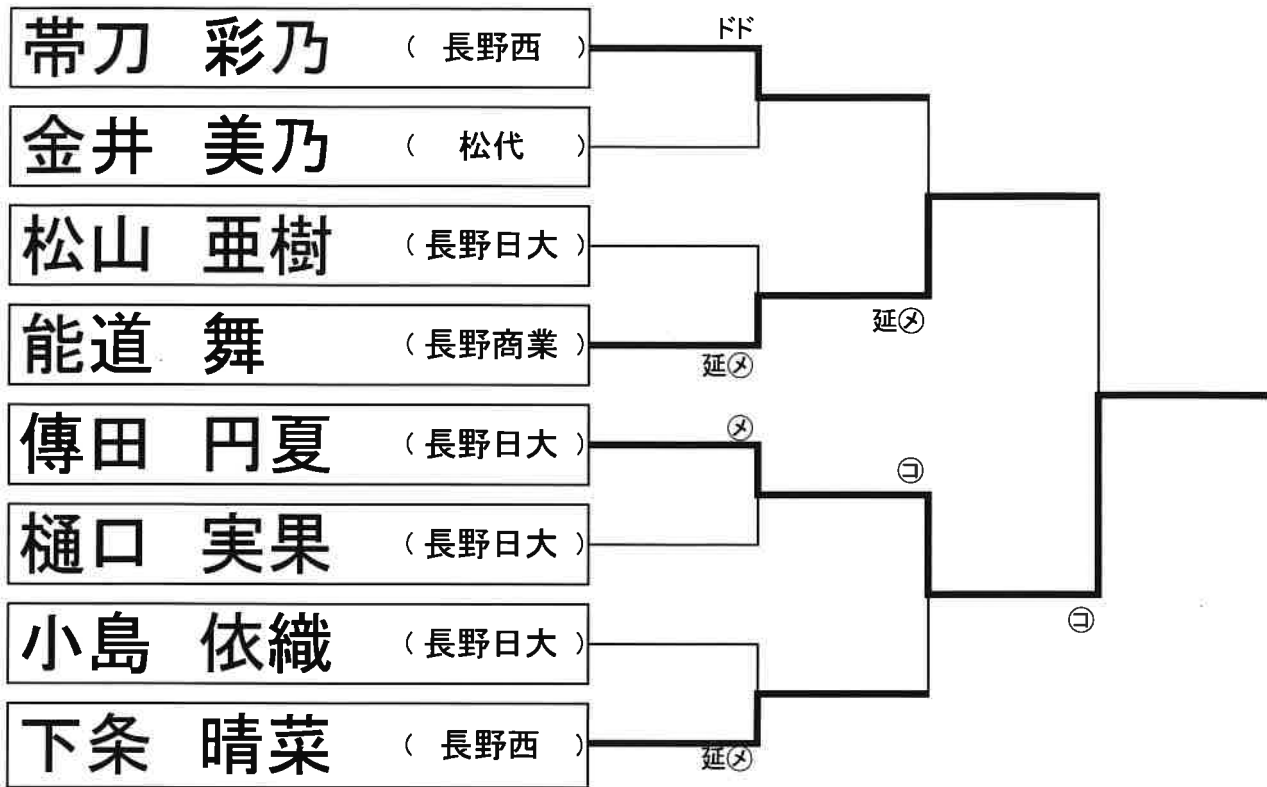 帯刀 彩乃 （ 長野西 ） ドド
金井 美乃 （ 松代 ）
松山 亜樹 （長野日大）
延㋱
能道 舞 （長野商業）
延㋱
傳田 円夏 （長野日大） ㋱
㋙
樋口 実果 （長野日大）
㋙
小島 依織 （長野日大）
下条 晴菜 （ 長野西 ）
延㋱